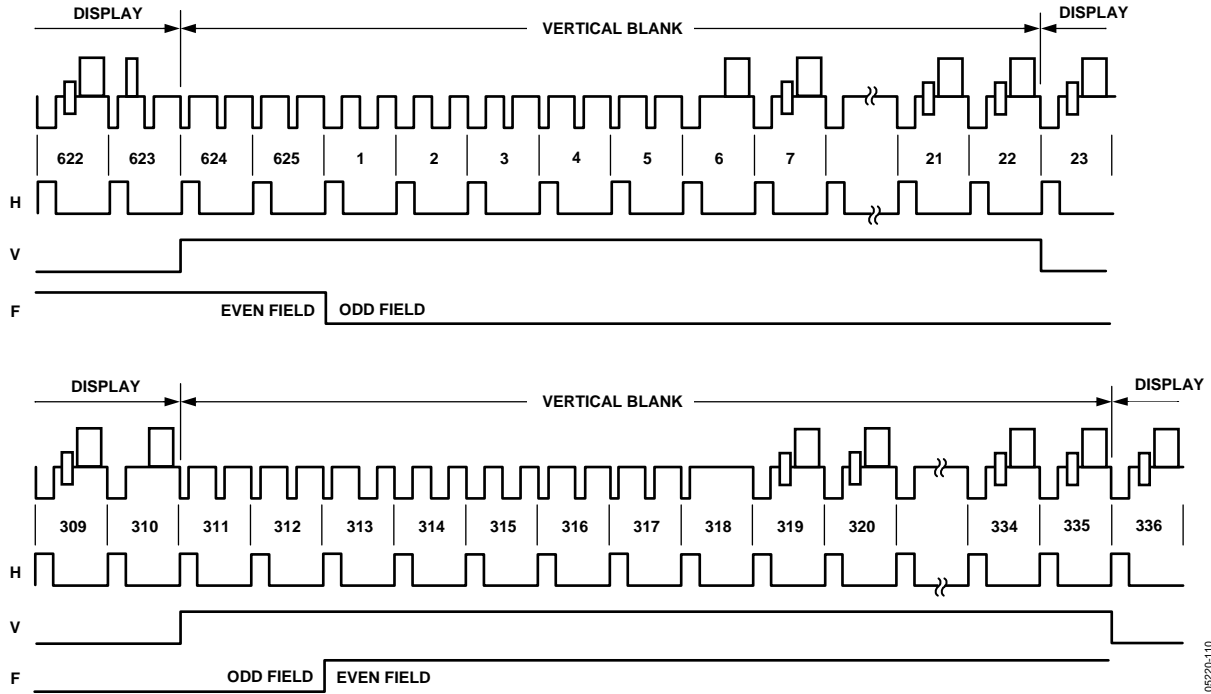 DISPLAY VERTICAL BLANK DISPLAY
622 623 624 625 1 2 3 4 5 6 7 21 22 23
H
V
F EVEN FIELD ODD FIELD
DISPLAY VERTICAL BLANK DISPLAY
309 310 311 312 313 314 315 316 317 318 319 320 334 335 336
H
V
F ODD FIELD EVEN FIELD
05220-110